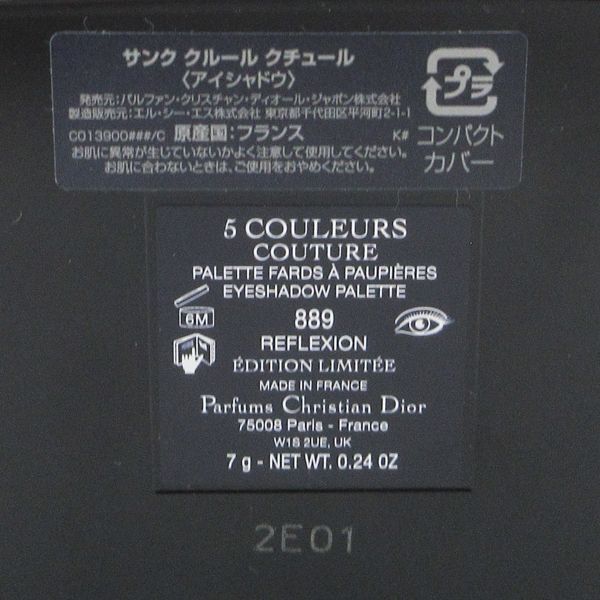 サンク クルール クチュール
〈アイシャドウ〉
発売元：パルファン・クリスチャン・ディオール・ジャポン株式会社
製造販売元：エル・シー・エス株式会社 東京都千代田区平河町2-1-1
C013900###/C 原産国：フランス K#
お肌に異常が生じていないかよく注意して使用してください。
お肌に合わないときは、ご使用をおやめください。
プラ
コンパクト
カバー
5 COULEURS
COUTURE
PALETTE FARDS À PAUPIÈRES
EYESHADOW PALETTE
6M
889
REFLEXION
ÉDITION LIMITÉE
MADE IN FRANCE
Parfums Christian Dior
75008 Paris - France
W1S 2UE, UK
7 g - NET WT. 0.24 OZ
2E01